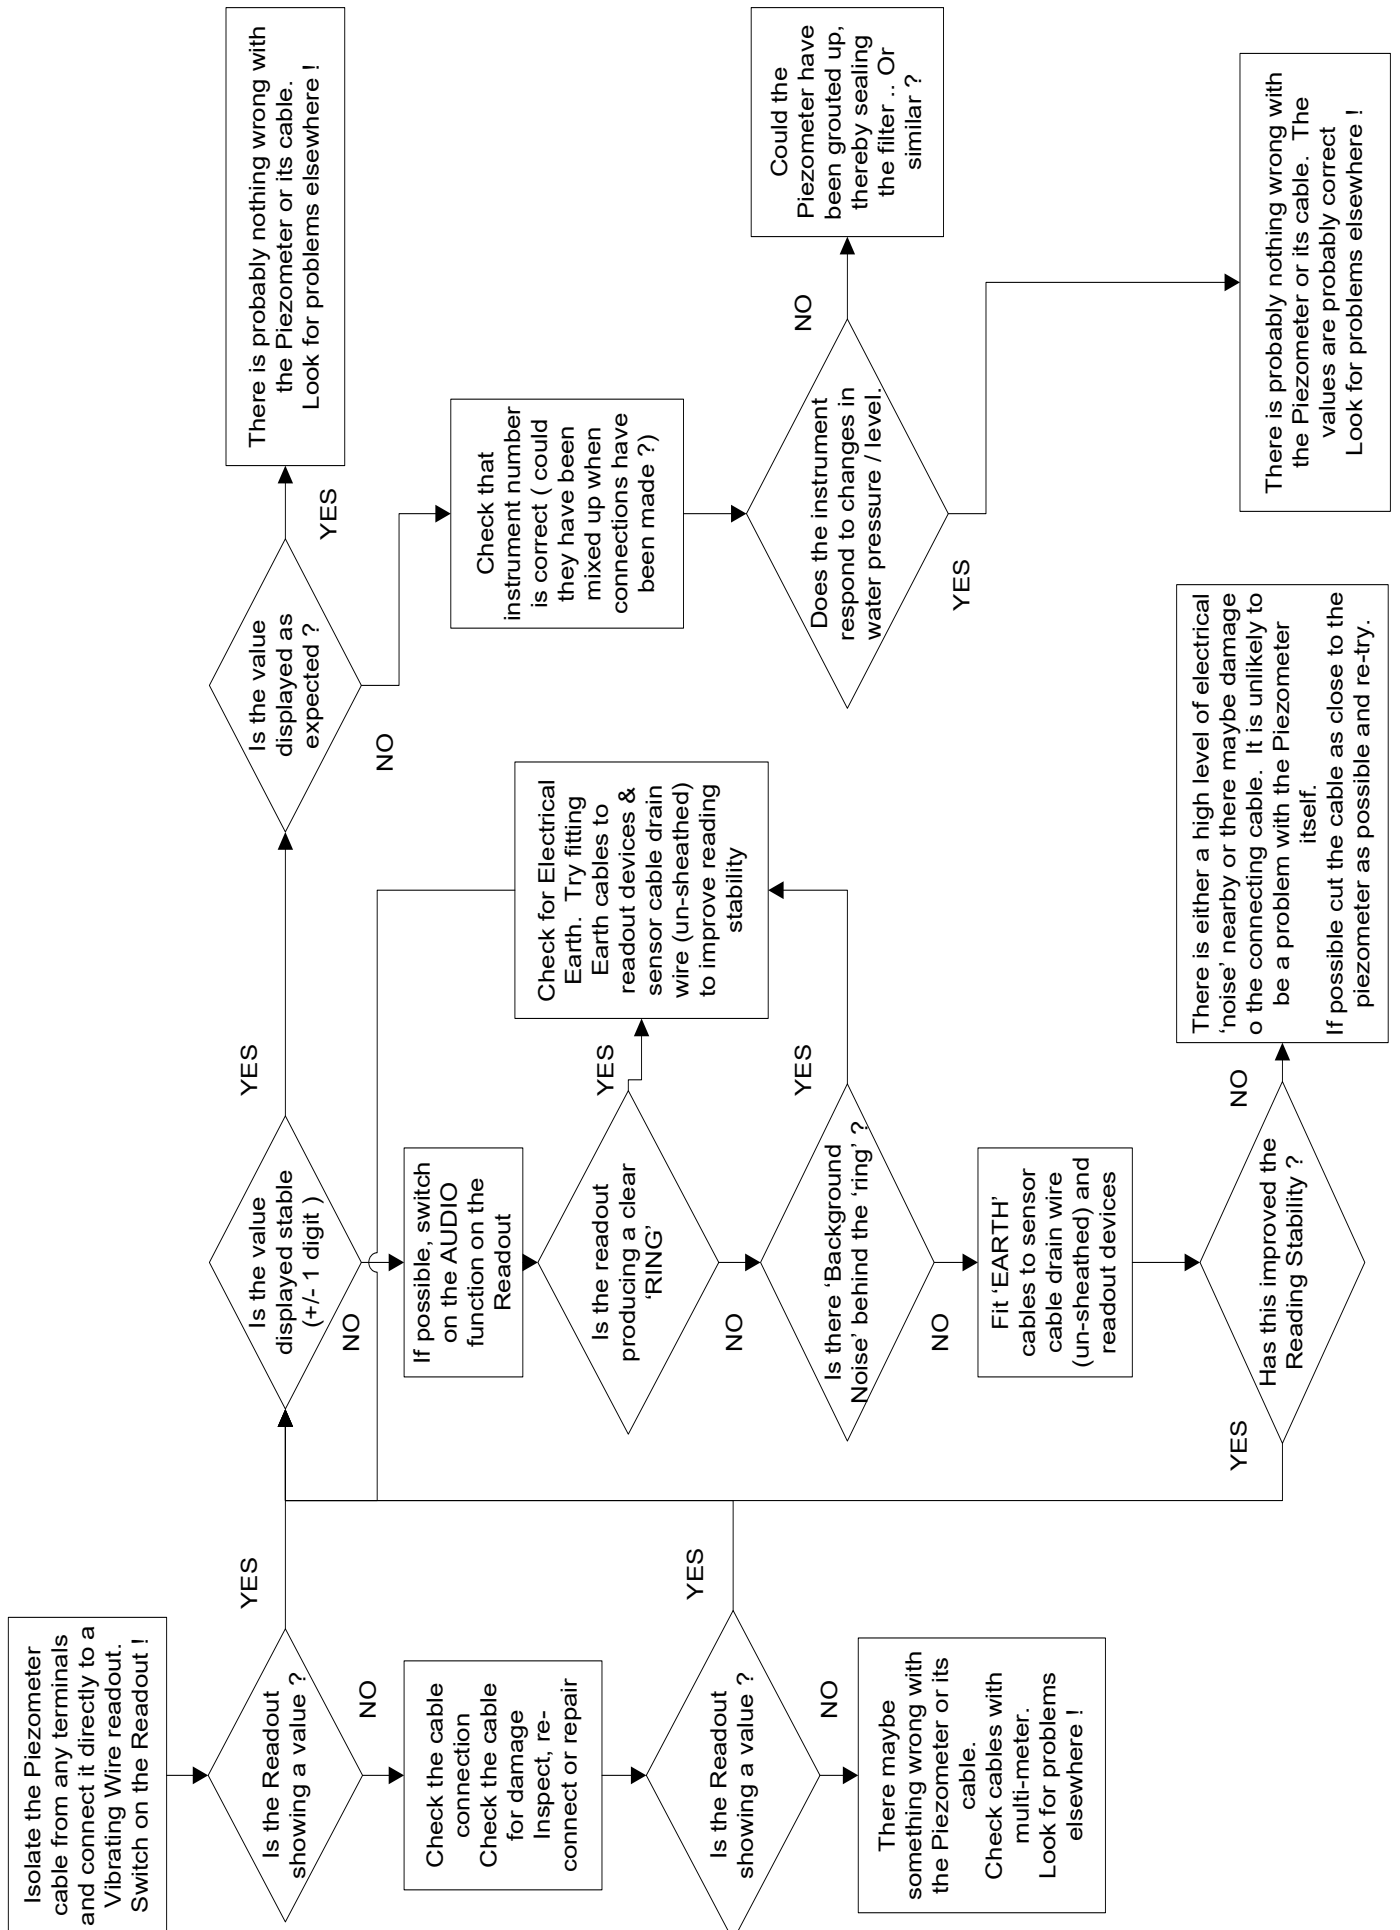 Isolate the Piezometer
cable from any terminals
and connect it directly to a
Vibrating Wire readout.
Switch on the Readout !
Is the Readout
showing a value ?
YES
NO
Check the cable
connection
Check the cable
for damage
Inspect, re-
connect or repair
Is the Readout
showing a value ?
YES
NO
There maybe
something wrong with
the Piezometer or its
cable.
Check cables with
multi-meter.
Look for problems
elsewhere !
Is the value
displayed stable
(+/- 1 digit )
YES
NO
If possible, switch
on the AUDIO
function on the
Readout
Is the readout
producing a clear
‘RING’
YES
NO
Is there ‘Background
Noise’ behind the ‘ring’ ?
YES
NO
Fit ‘EARTH’
cables to sensor
cable drain wire
(un-sheathed) and
readout devices
Has this improved the
Reading Stability ?
YES
NO
Check for Electrical
Earth. Try fitting
Earth cables to
readout devices &
sensor cable drain
wire (un-sheathed)
to improve reading
stability
There is either a high level of electrical
‘noise’ nearby or there maybe damage
o the connecting cable. It is unlikely to
be a problem with the Piezometer
itself.
If possible cut the cable as close to the
piezometer as possible and re-try.
Is the value
displayed as
expected ?
YES
NO
There is probably nothing wrong with
the Piezometer or its cable.
Look for problems elsewhere !
Check that
instrument number
is correct ( could
they have been
mixed up when
connections have
been made ?)
Does the instrument
respond to changes in
water pressure / level.
NO
YES
Could the
Piezometer have
been grouted up,
thereby sealing
the filter .. Or
similar ?
There is probably nothing wrong with
the Piezometer or its cable. The
values are probably correct
Look for problems elsewhere !